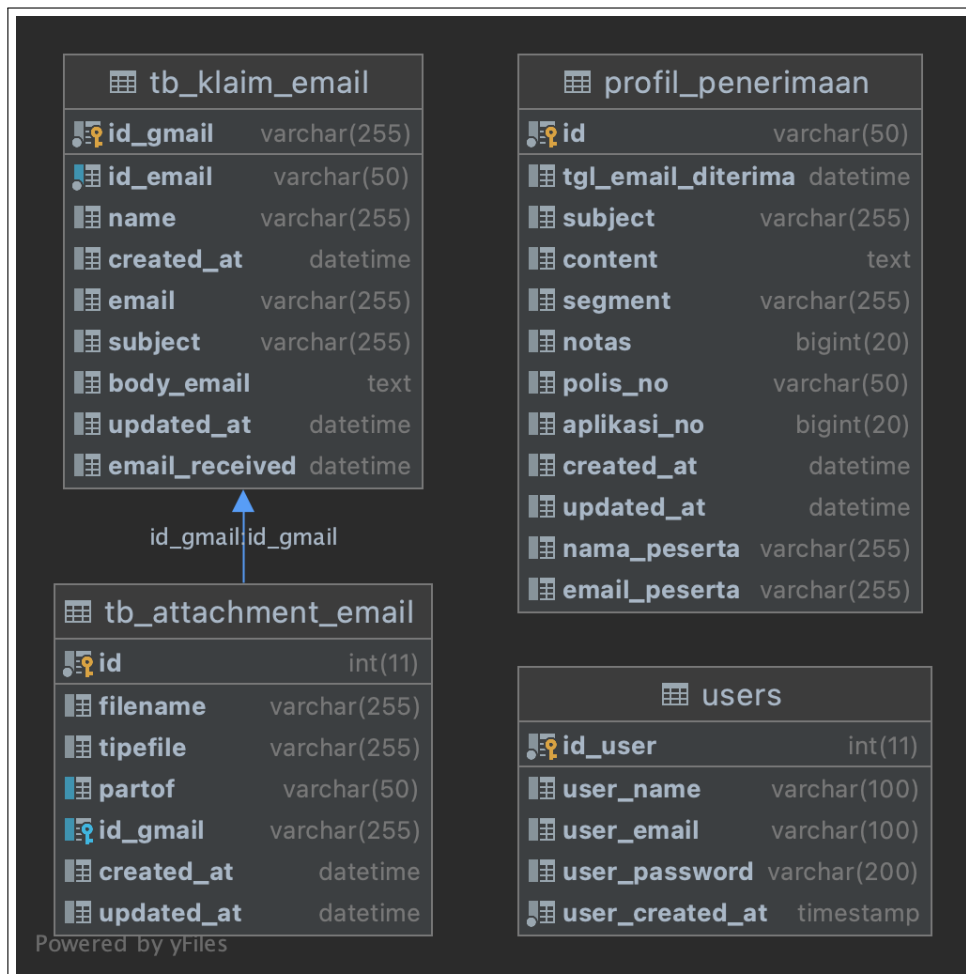 tb_klaim_email
id_gmail varchar(255)
id_email varchar(50)
name varchar(255)
created_at datetime
email varchar(255)
subject varchar(255)
body_email text
updated_at datetime
email_received datetime
id_gmail:id_gmail
tb_attachment_email
id int(11)
filename varchar(255)
tipefile varchar(255)
partof varchar(50)
id_gmail varchar(255)
created_at datetime
updated_at datetime
profil_penerimaan
id varchar(50)
tgl_email_diterima datetime
subject varchar(255)
content text
segment varchar(255)
notas bigint(20)
polis_no varchar(50)
aplikasi_no bigint(20)
created_at datetime
updated_at datetime
nama_peserta varchar(255)
email_peserta varchar(255)
users
id_user int(11)
user_name varchar(100)
user_email varchar(100)
user_password varchar(200)
user_created_at timestamp
Powered by yFiles